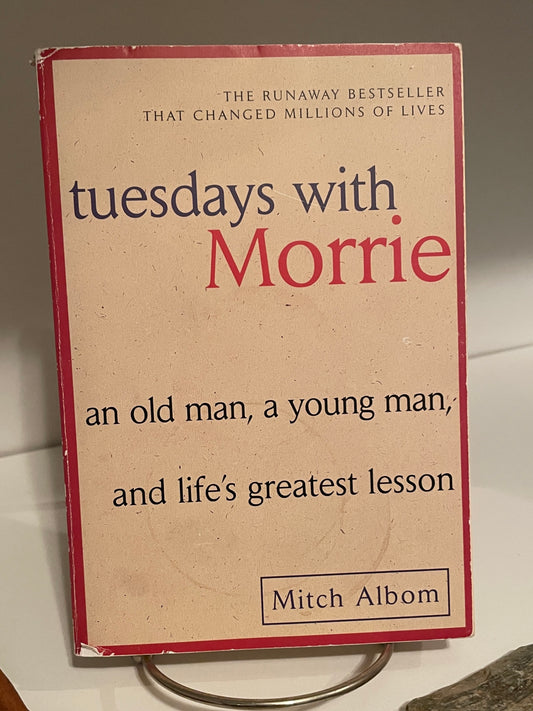 THE RUNAWAY BESTSELLER
THAT CHANGED MILLIONS OF LIVES
tuesdays with
Morrie
an old man, a young man,
and life's greatest lesson
Mitch Albom